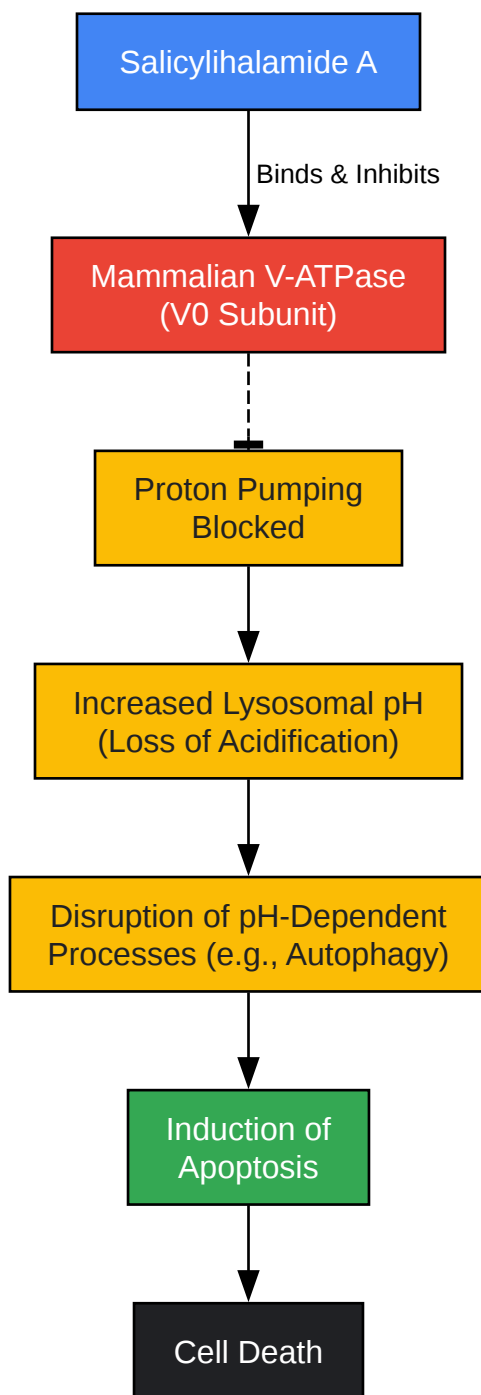 Salicylihalamide A
Binds & Inhibits
Mammalian V-ATPase
(V0 Subunit)
Proton Pumping
Blocked
Increased Lysosomal pH
(Loss of Acidification)
Disruption of pH-Dependent
Processes (e.g., Autophagy)
Induction of
Apoptosis
Cell Death